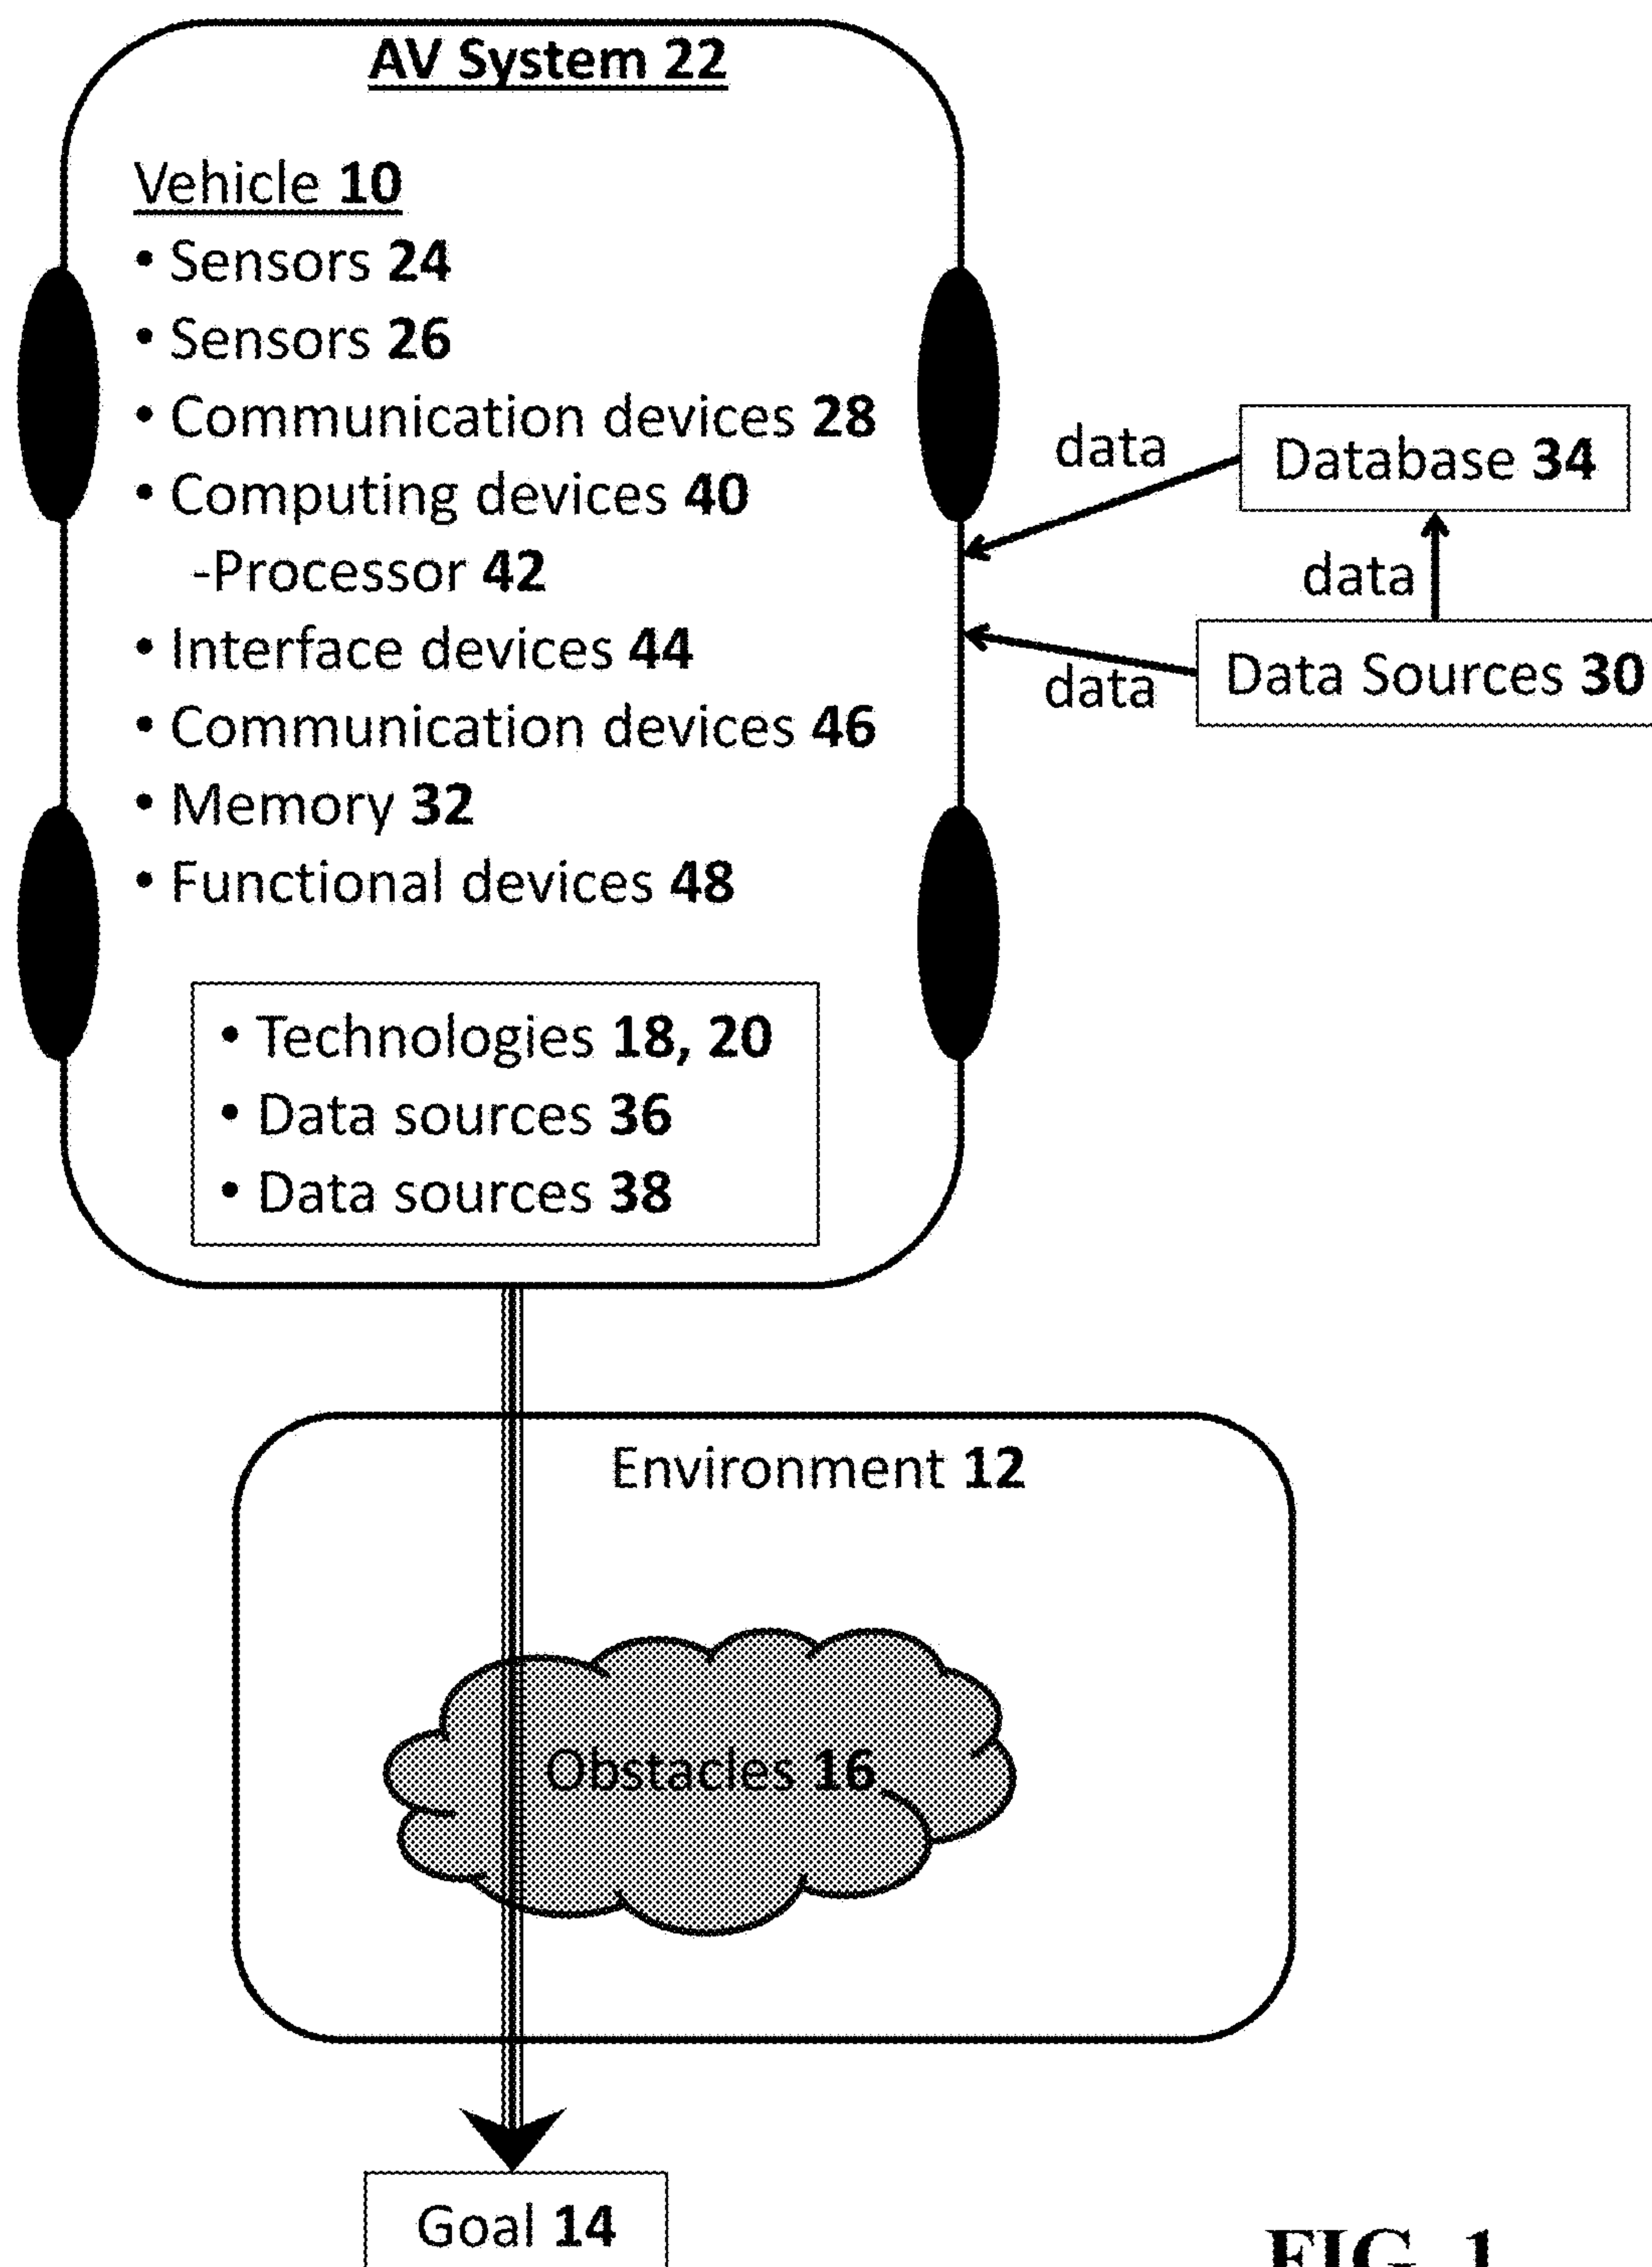 AV System 22
Vehicle 10
• Sensors 24
• Sensors 26
• Communication devices 28
• Computing devices 40
-Processor 42
• Interface devices 44
• Communication devices 46
• Memory 32
• Functional devices 48
• Technologies 18, 20
• Data sources 36
• Data sources 38
data
Database 34
data
Data Sources 30
data
Environment 12
Obstacles 16
Goal 14
FIG. 1